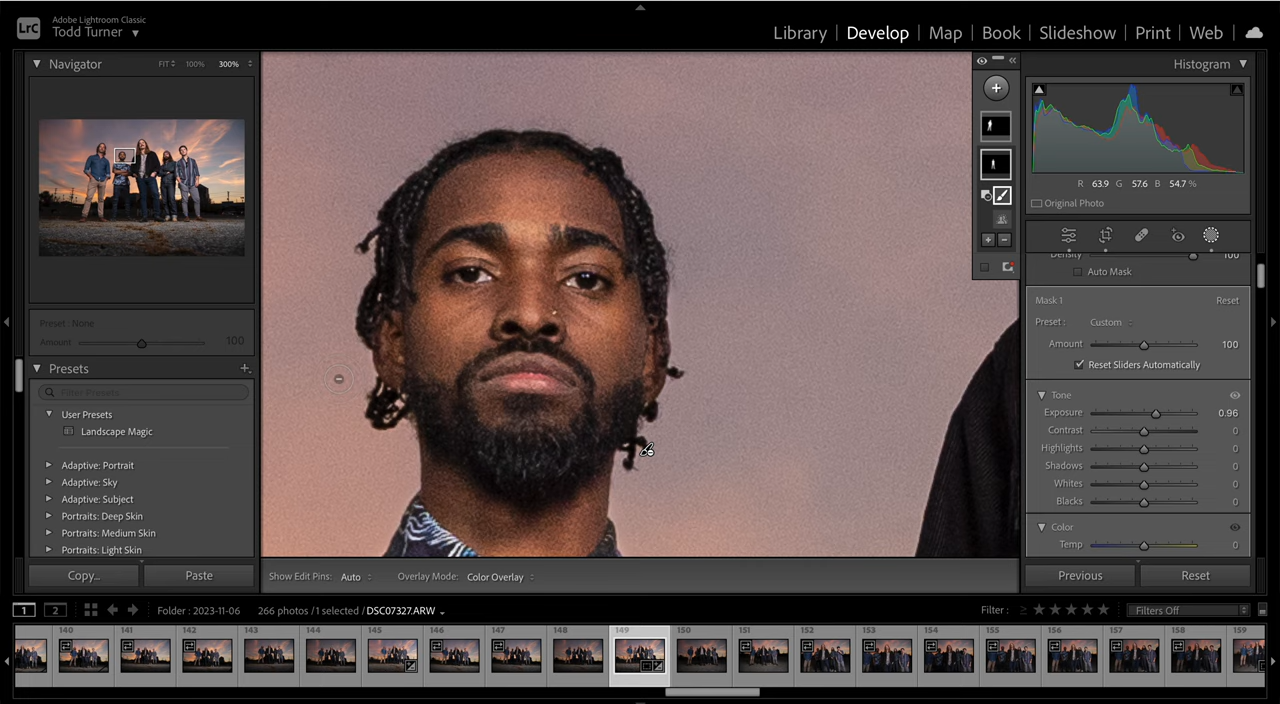 LrC
Adobe Lightroom Classic
Todd Turner
Library | Develop | Map | Book | Slideshow | Print | Web
Navigator FIT 100% 300%
Histogram
R 63.9 G 57.6 B 54.7 %
Original Photo
Density 100
Auto Mask
Mask 1 Reset
Preset : Custom
Amount 100
Reset Sliders Automatically
Tone
Exposure 0.96
Contrast 0
Highlights 0
Shadows 0
Whites 0
Blacks 0
Color
Temp 0
Preset : None
Amount 100
Presets
Filter Presets
User Presets
Landscape Magic
Adaptive: Portrait
Adaptive: Sky
Adaptive: Subject
Portraits: Deep Skin
Portraits: Medium Skin
Portraits: Light Skin
Copy... Paste
Show Edit Pins: Auto Overlay Mode: Color Overlay
Previous Reset
1 2 Folder : 2023-11-06 266 photos / 1 selected / DSC07327.ARW Filter : Filters Off
140 141 142 143 144 145 146 147 148 149 150 151 152 153 154 155 156 157 158 159